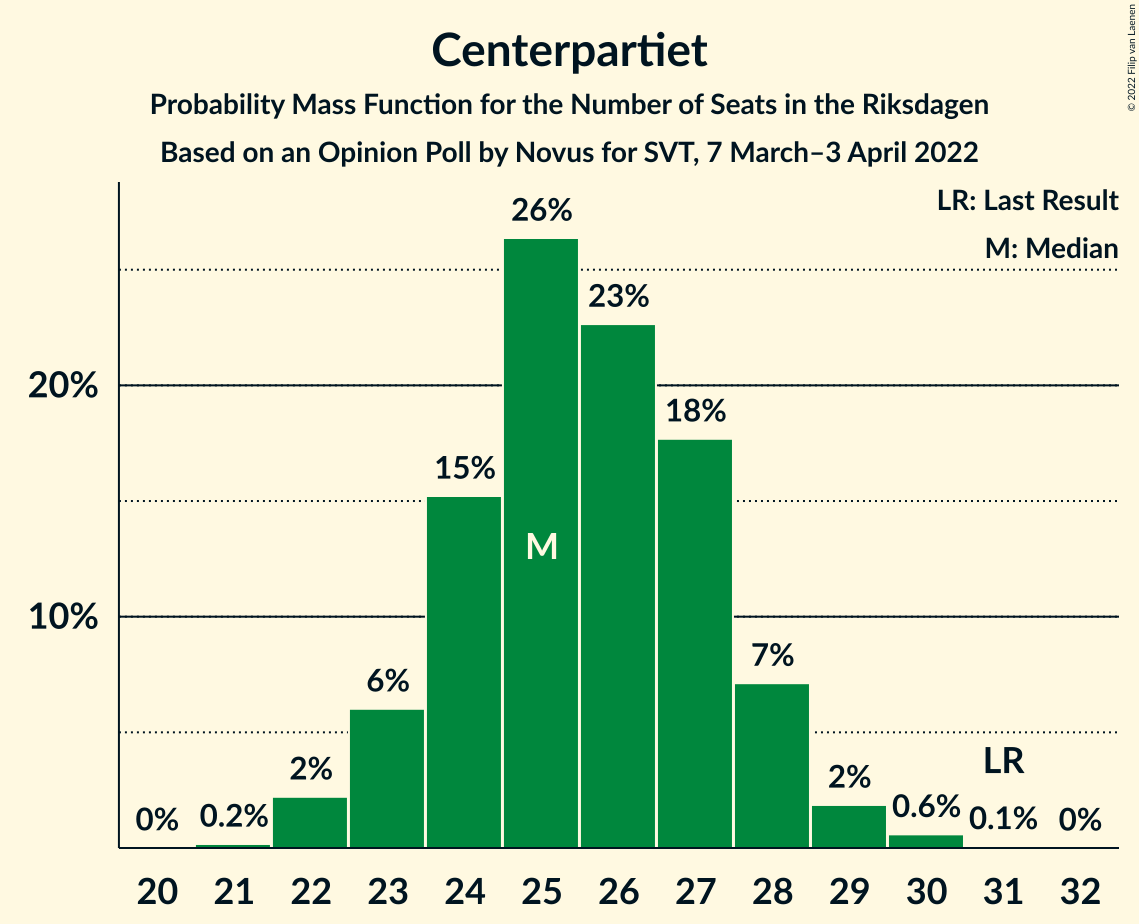 Centerpartiet
Probability Mass Function for the Number of Seats in the Riksdagen
Based on an Opinion Poll by Novus for SVT, 7 March–3 April 2022
© 2022 Filip van Laenen
LR: Last Result
M: Median
26%
23%
20%
18%
15%
M
10%
7%
6%
LR
2%
2%
0%
0.2%
0.6%
0.1%
0%
20 21 22 23 24 25 26 27 28 29 30 31 32